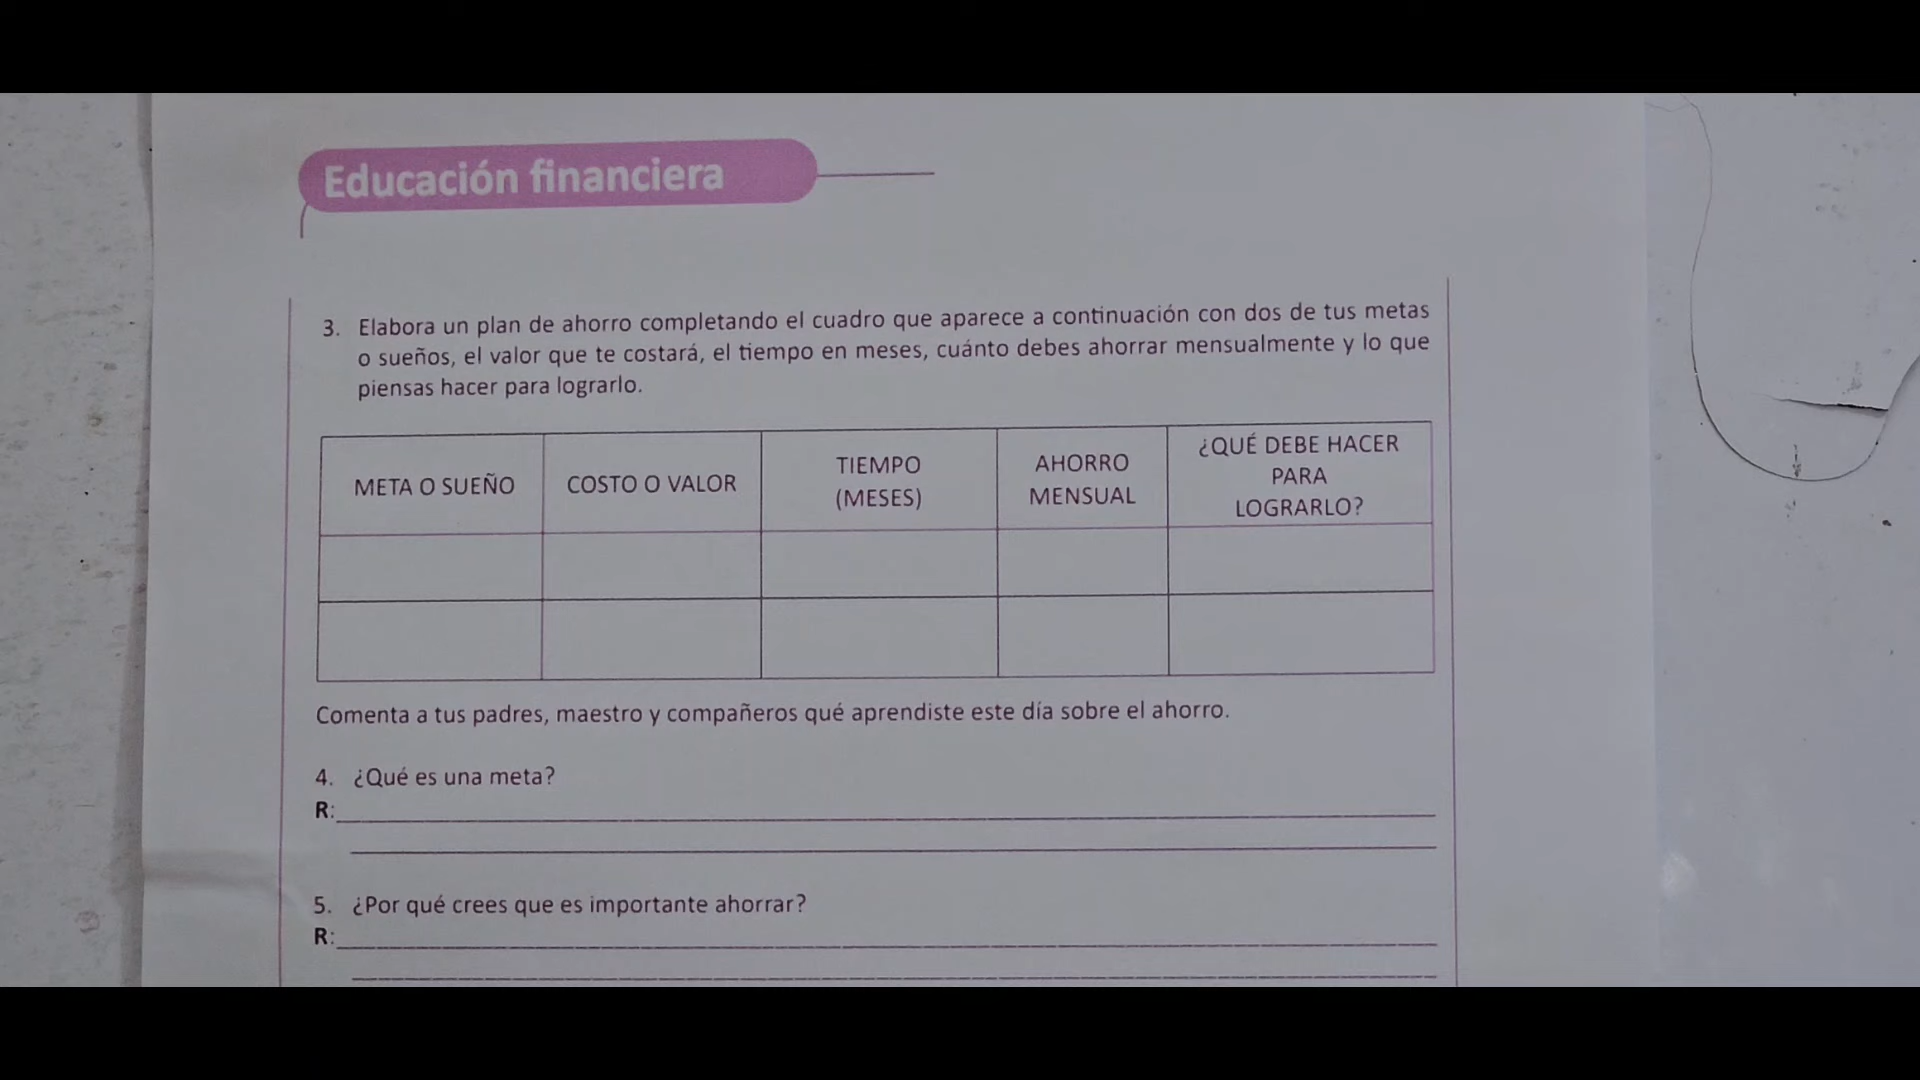 Educación financiera
3. Elabora un plan de ahorro completando el cuadro que aparece a continuación con dos de tus metas
o sueños, el valor que te costará, el tiempo en meses, cuánto debes ahorrar mensualmente y lo que
piensas hacer para lograrlo.
META O SUEÑO
COSTO O VALOR
TIEMPO
(MESES)
AHORRO
MENSUAL
¿QUÉ DEBE HACER
PARA
LOGRARLO?
Comenta a tus padres, maestro y compañeros qué aprendiste este día sobre el ahorro.
4. ¿Qué es una meta?
R:
5. ¿Por qué crees que es importante ahorrar?
R: